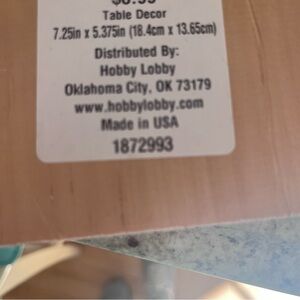 Table Decor
7.25in x 5.375in (18.4cm x 13.65cm)
Distributed By:
Hobby Lobby
Oklahoma City, OK 73179
www.hobbylobby.com
Made in USA
1872993